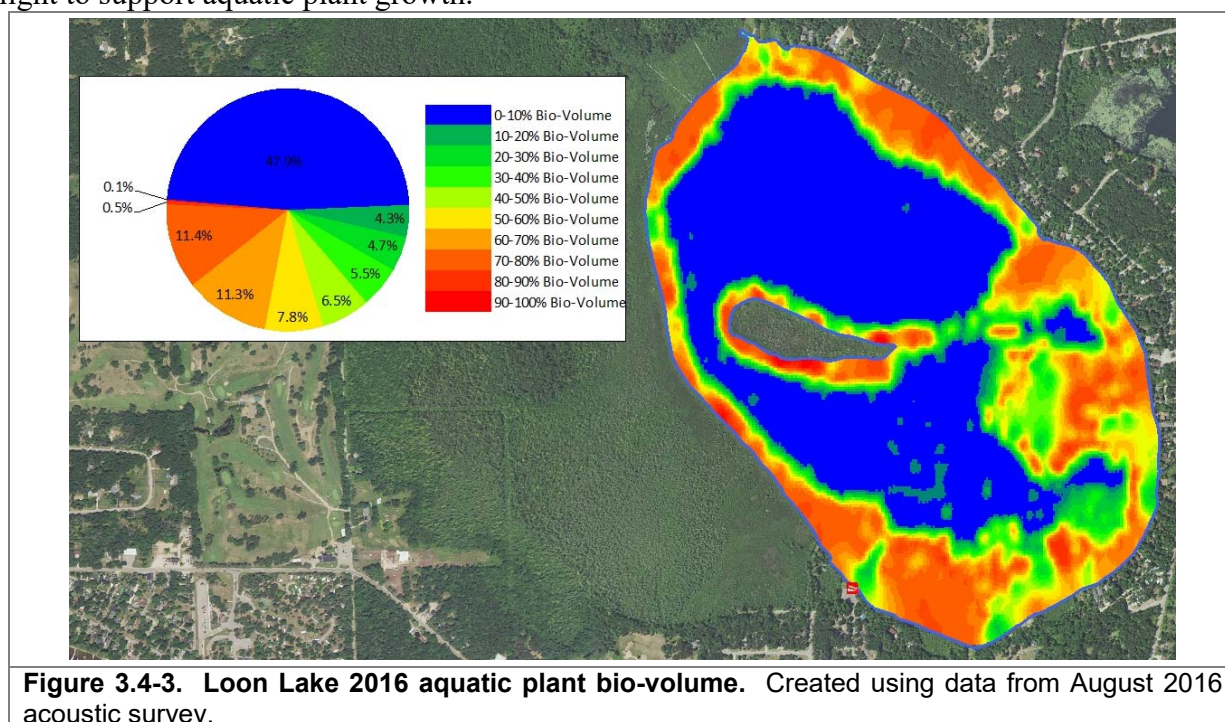 light to support aquatic plant growth.
47.9%
0.1%
0.5%
11.4%
11.3%
7.8%
6.5%
5.5%
4.7%
4.3%
0-10% Bio-Volume
10-20% Bio-Volume
20-30% Bio-Volume
30-40% Bio-Volume
40-50% Bio-Volume
50-60% Bio-Volume
60-70% Bio-Volume
70-80% Bio-Volume
80-90% Bio-Volume
90-100% Bio-Volume
Figure 3.4-3. Loon Lake 2016 aquatic plant bio-volume. Created using data from August 2016
acoustic survey.